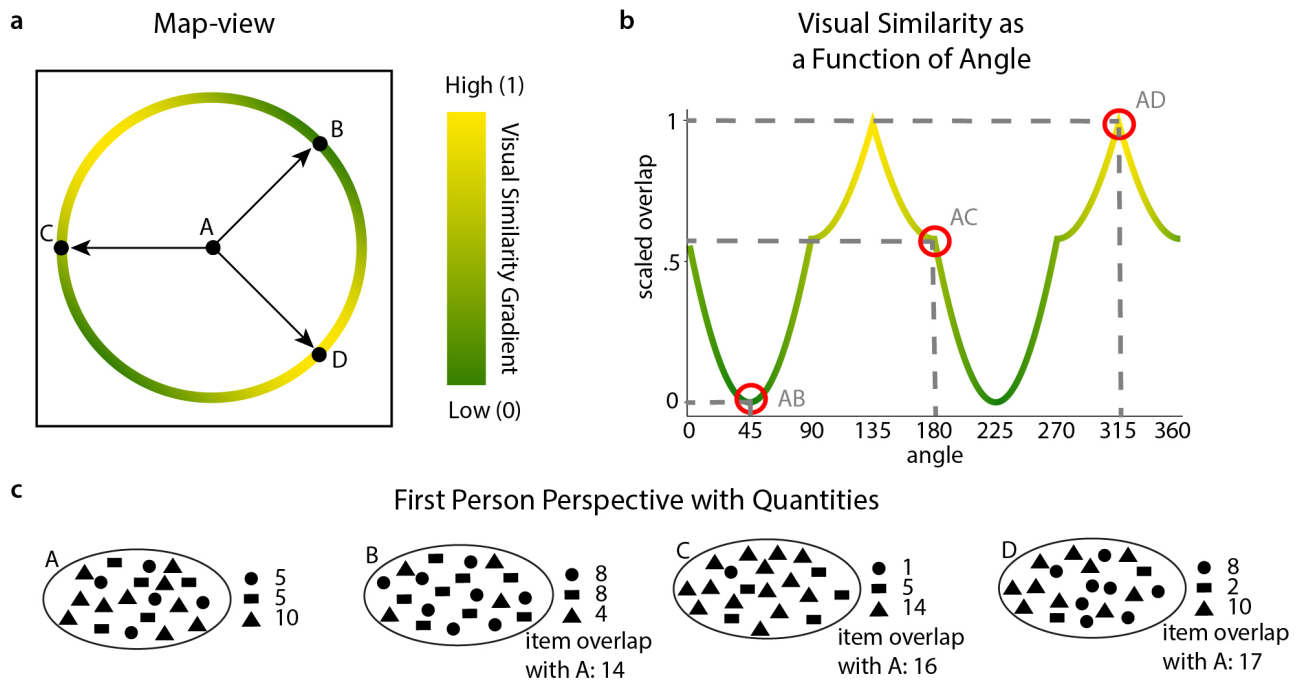 a
Map-view
A
B
C
D
High (1)
Visual Similarity Gradient
Low (0)
b
Visual Similarity as
a Function of Angle
scaled overlap
1
.5
0
AB
AC
AD
0 45 90 135 180 225 270 315 360
angle
c
First Person Perspective with Quantities
A
5
5
10
B
8
8
4
item overlap
with A: 14
C
1
5
14
item overlap
with A: 16
D
8
2
10
item overlap
with A: 17